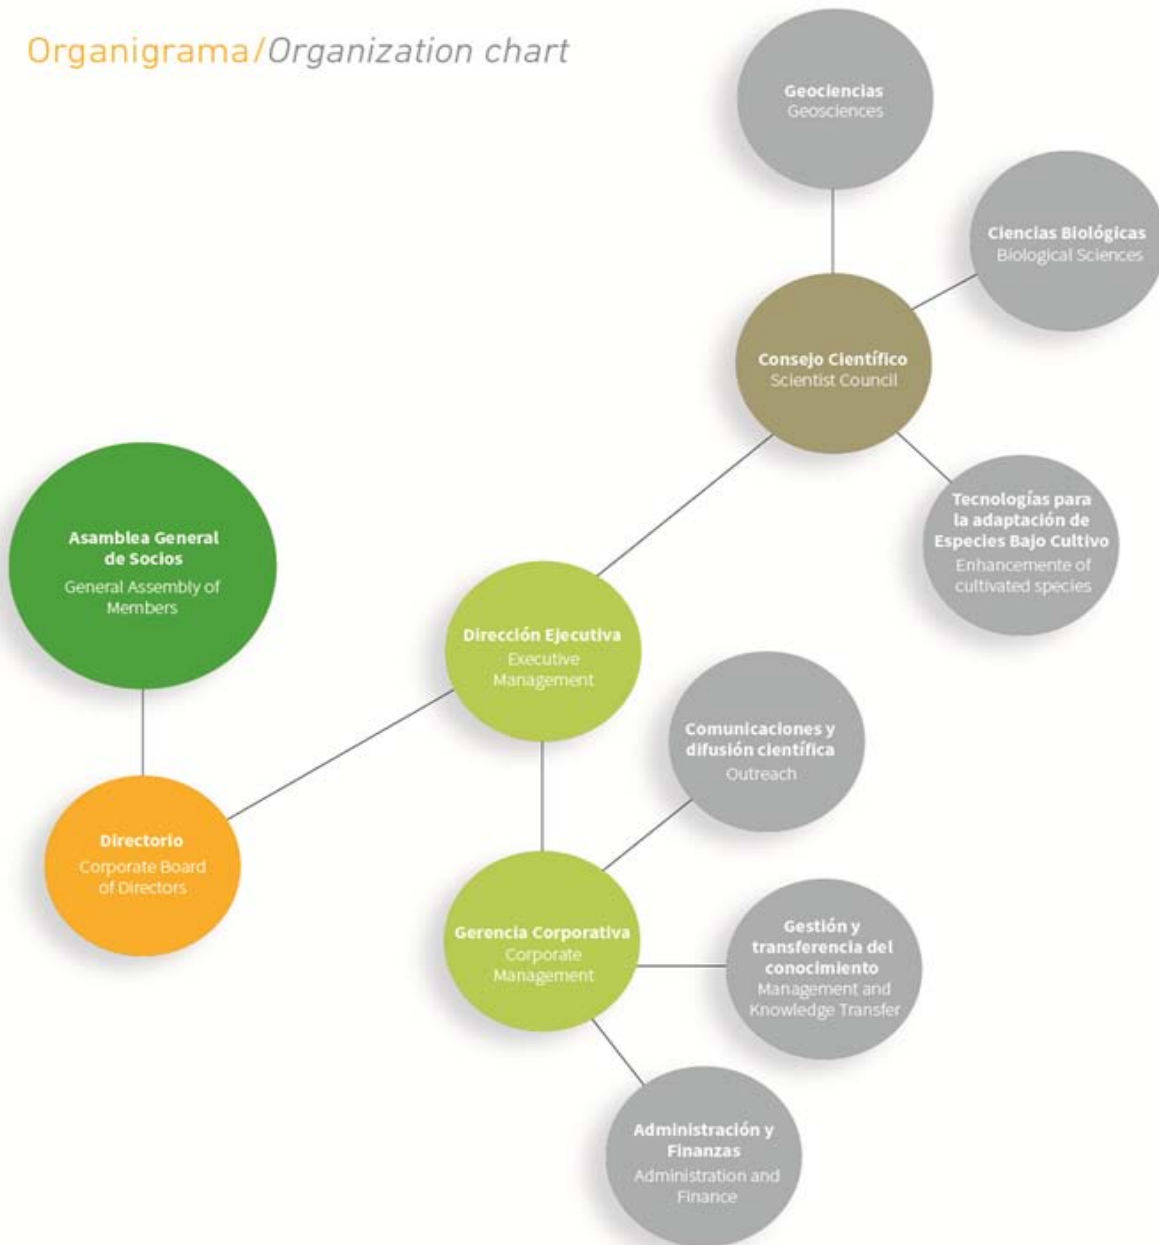 Organigrama/Organization chart
Geociencias
Geosciences
Ciencias Biológicas
Biological Sciences
Consejo Científico
Scientist Council
Tecnologías para
la adaptación de
Especies Bajo Cultivo
Enhancemente of
cultivated species
Asamblea General
de Socios
General Assembly of
Members
Dirección Ejecutiva
Executive
Management
Comunicaciones y
difusión científica
Outreach
Directorio
Corporate Board
of Directors
Gerencia Corporativa
Corporate
Management
Gestión y
transferencia del
conocimiento
Management and
Knowledge Transfer
Administración y
Finanzas
Administration and
Finance